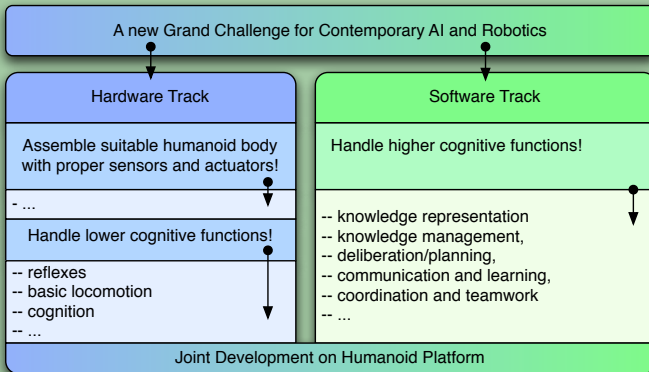 A new Grand Challenge for Contemporary AI and Robotics
Hardware Track
Assemble suitable humanoid body
with proper sensors and actuators!
- ...
Handle lower cognitive functions!
-- reflexes
-- basic locomotion
-- cognition
-- ...
Software Track
Handle higher cognitive functions!
-- knowledge representation
-- knowledge management,
-- deliberation/planning,
-- communication and learning,
-- coordination and teamwork
-- ...
Joint Development on Humanoid Platform